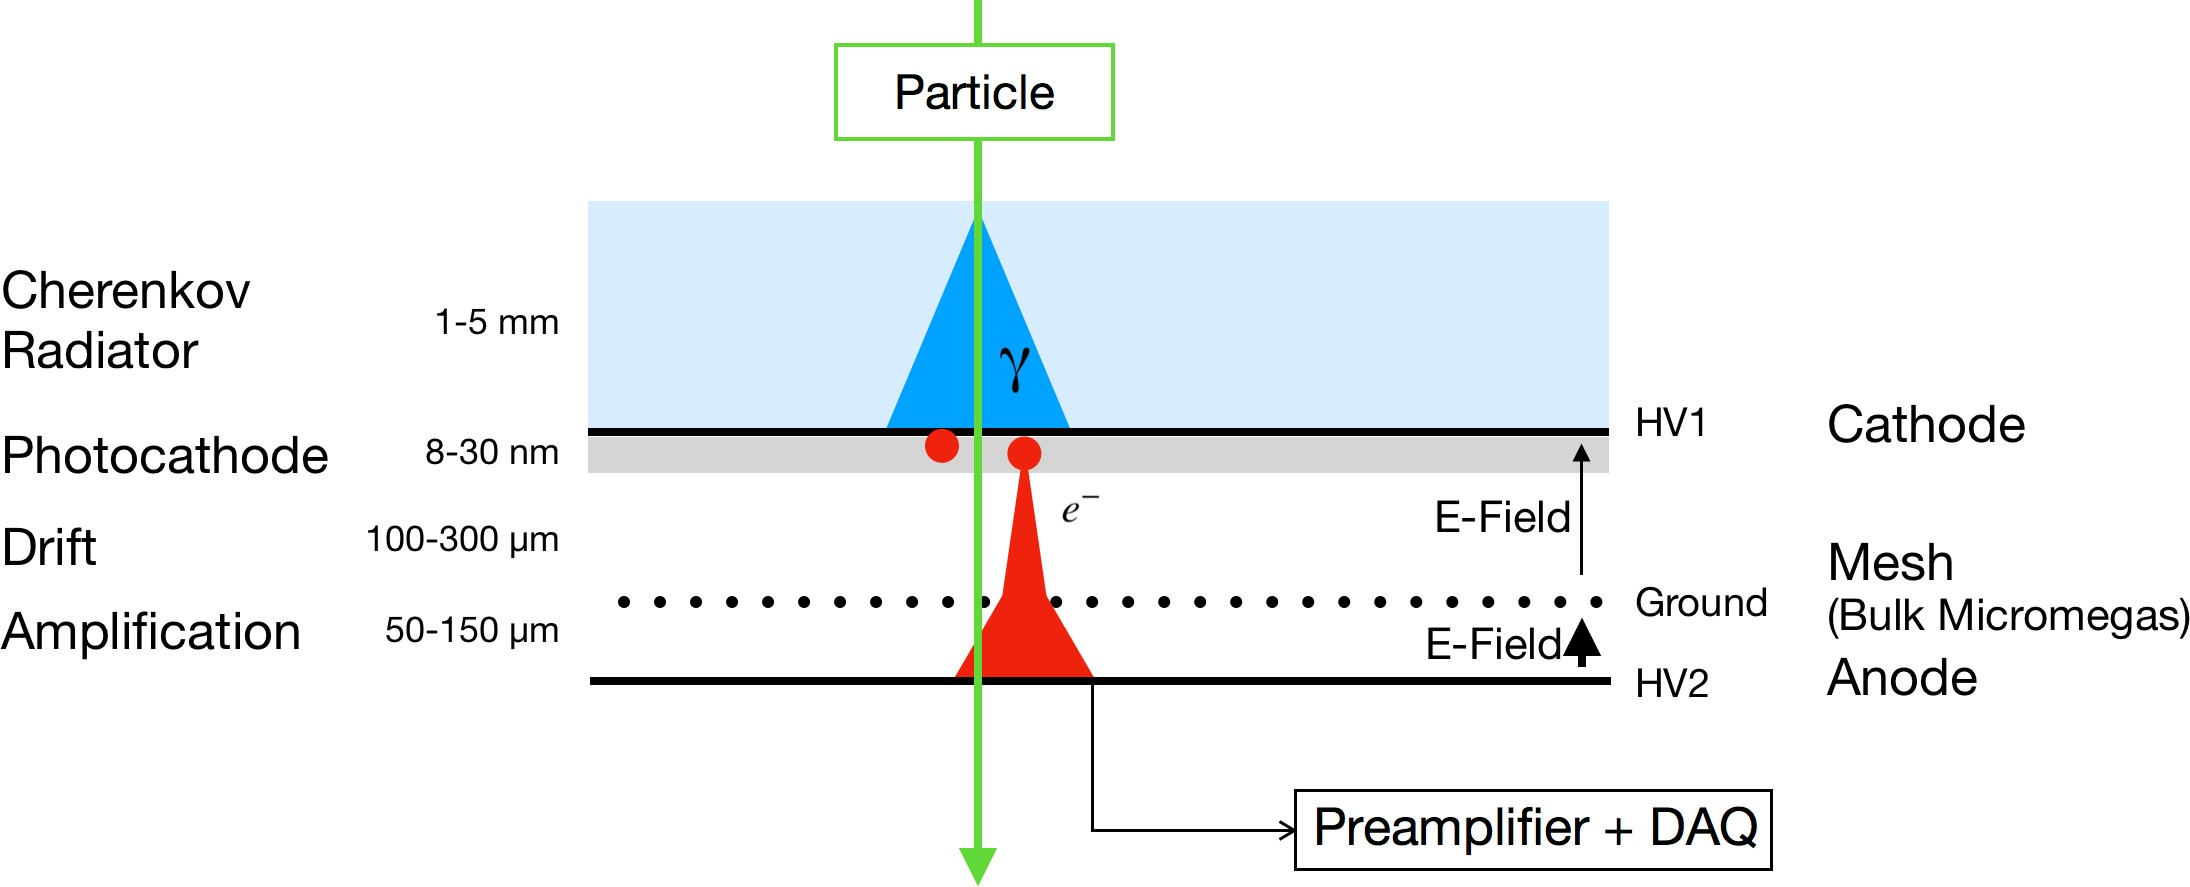 Particle
Cherenkov
Radiator
1-5 mm
γ
HV1
Cathode
Photocathode
8-30 nm
e⁻
E-Field
Drift
100-300 µm
Mesh
Ground
(Bulk Micromegas)
Amplification
50-150 µm
E-Field
HV2
Anode
Preamplifier + DAQ